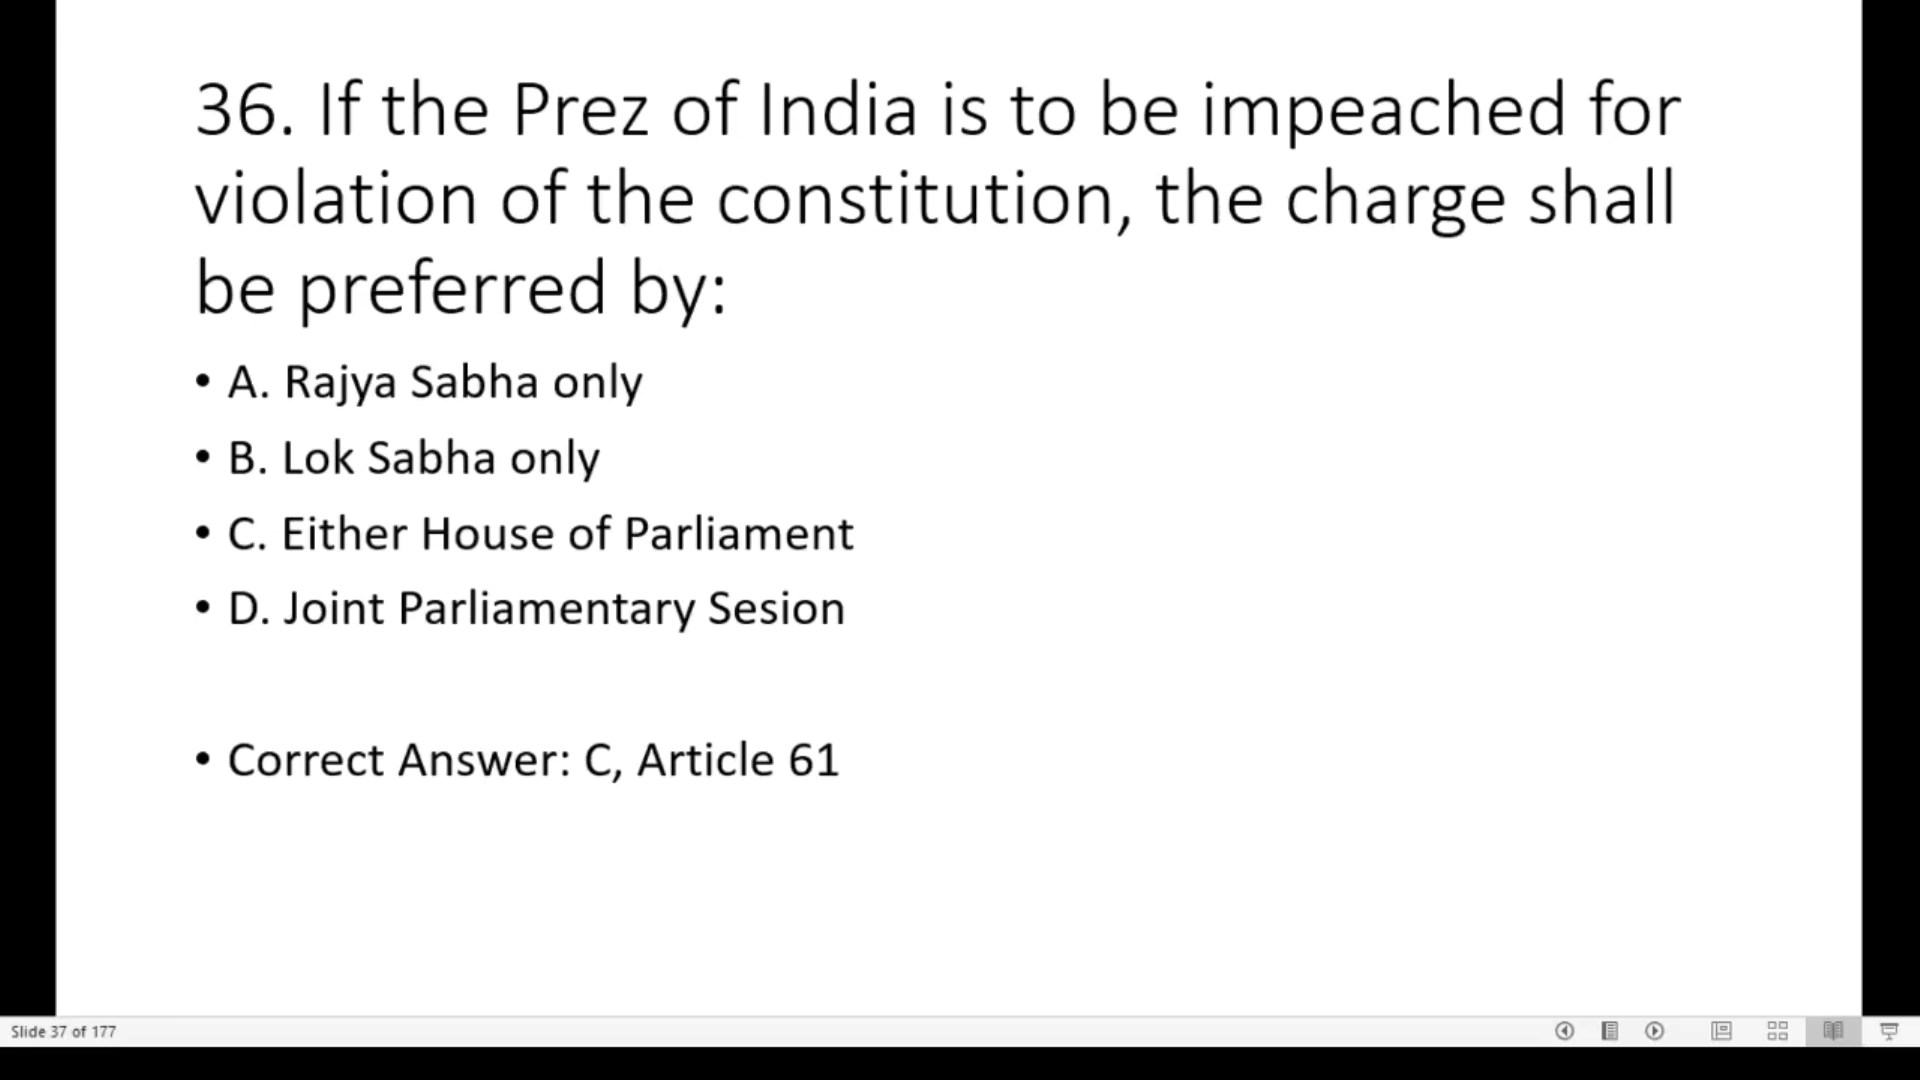 36. If the Prez of India is to be impeached for
violation of the constitution, the charge shall
be preferred by:
• A. Rajya Sabha only
• B. Lok Sabha only
• C. Either House of Parliament
• D. Joint Parliamentary Sesion
• Correct Answer: C, Article 61
Slide 37 of 177